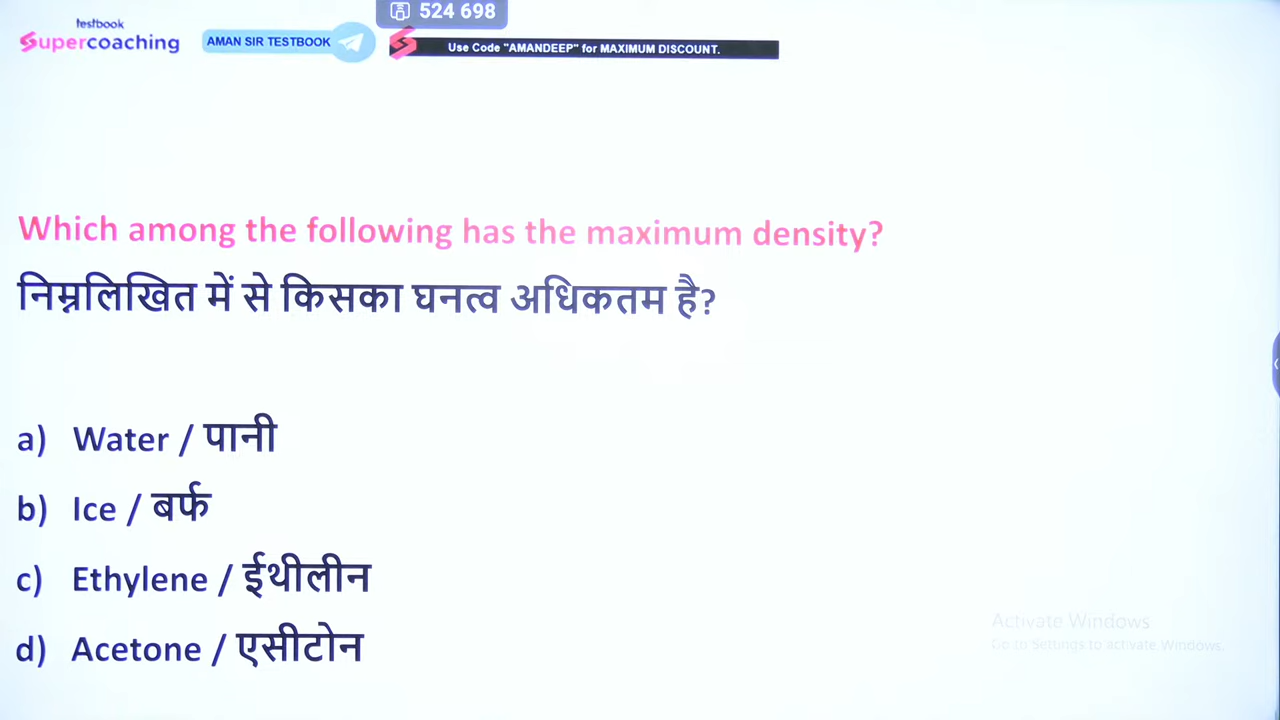 524 698
testbook
Supercoaching
AMAN SIR TESTBOOK
Use Code "AMANDEEP" for MAXIMUM DISCOUNT.
Which among the following has the maximum density?
निम्नलिखित में से किसका घनत्व अधिकतम है?
a) Water / पानी
b) Ice / बर्फ
c) Ethylene / ईथीलीन
d) Acetone / एसीटोन
Activate Windows
Go to Settings to activate Windows.